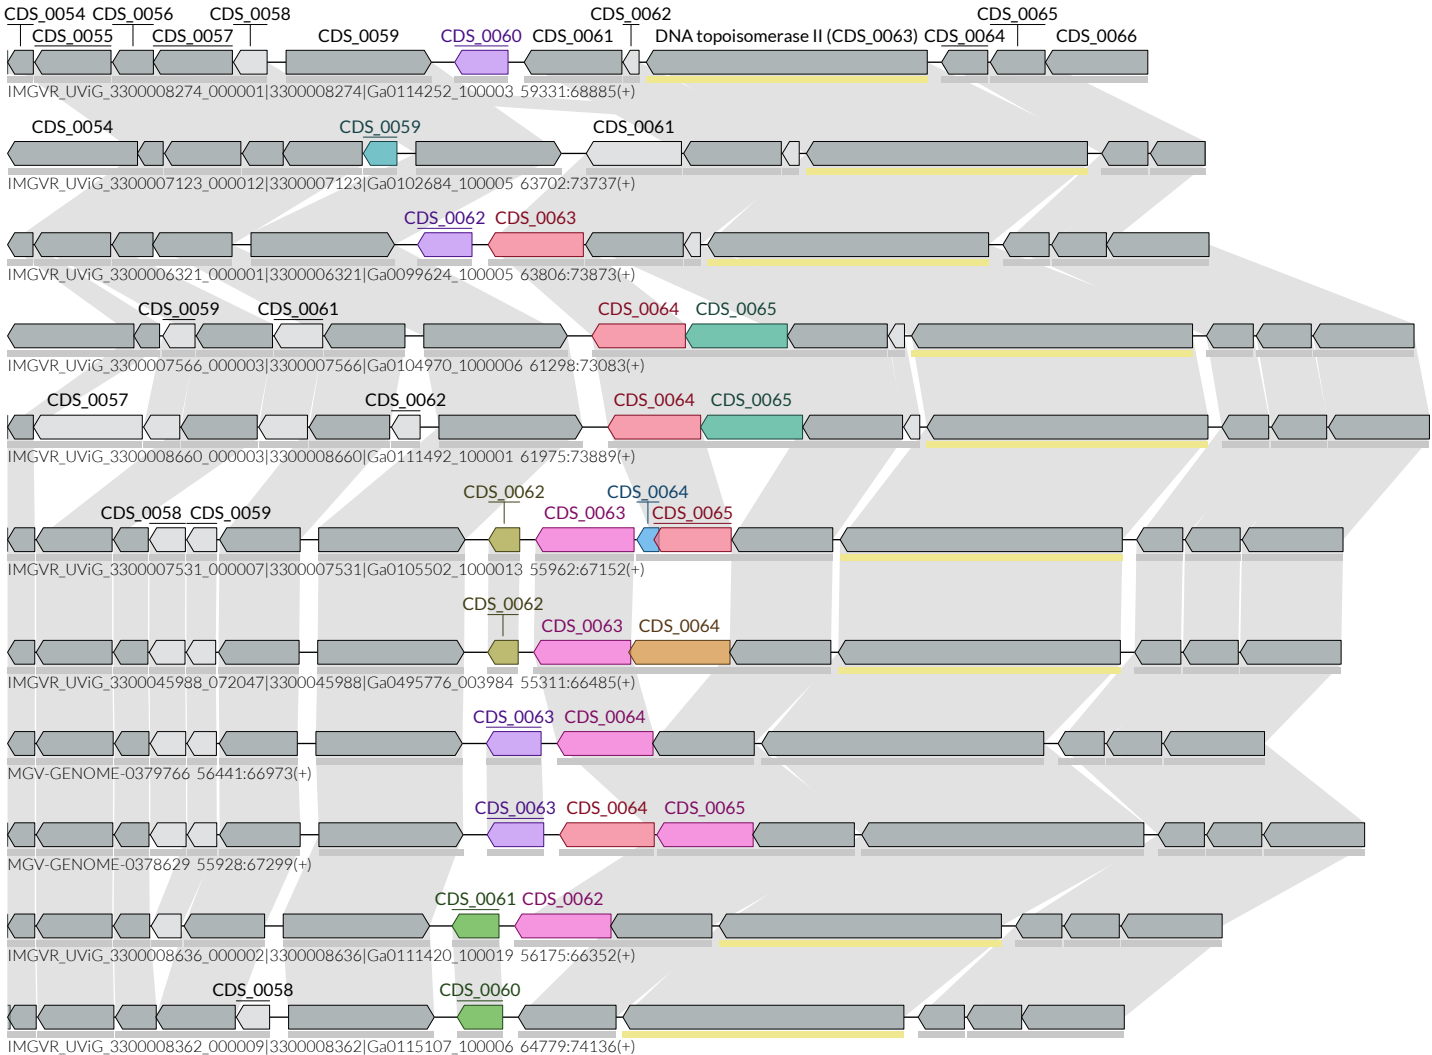 CDS_0054 CDS_0056 CDS_0058 CDS_0062 CDS_0065
CDS_0055 CDS_0057 CDS_0059 CDS_0060 CDS_0061 DNA topoisomerase II (CDS_0063) CDS_0064 CDS_0066
IMGVR_UViG_3300008274_000001|3300008274|Ga0114252_100003 59331:68885(+)
CDS_0054 CDS_0059 CDS_0061
IMGVR_UViG_3300007123_000012|3300007123|Ga0102684_100005 63702:73737(+)
CDS_0062 CDS_0063
IMGVR_UViG_3300006321_000001|3300006321|Ga0099624_100005 63806:73873(+)
CDS_0059 CDS_0061 CDS_0064 CDS_0065
IMGVR_UViG_3300007566_000003|3300007566|Ga0104970_1000006 61298:73083(+)
CDS_0057 CDS_0062 CDS_0064 CDS_0065
IMGVR_UViG_3300008660_000003|3300008660|Ga0111492_100001 61975:73889(+)
CDS_0062 CDS_0064
CDS_0058 CDS_0059 CDS_0063 CDS_0065
IMGVR_UViG_3300007531_000007|3300007531|Ga0105502_1000013 55962:67152(+)
CDS_0062
CDS_0063 CDS_0064
IMGVR_UViG_3300045988_072047|3300045988|Ga0495776_003984 55311:66485(+)
CDS_0063 CDS_0064
MGV-GENOME-0379766 56441:66973(+)
CDS_0063 CDS_0064 CDS_0065
MGV-GENOME-0378629 55928:67299(+)
CDS_0061 CDS_0062
IMGVR_UViG_3300008636_000002|3300008636|Ga0111420_100019 56175:66352(+)
CDS_0058 CDS_0060
IMGVR_UViG_3300008362_000009|3300008362|Ga0115107_100006 64779:74136(+)